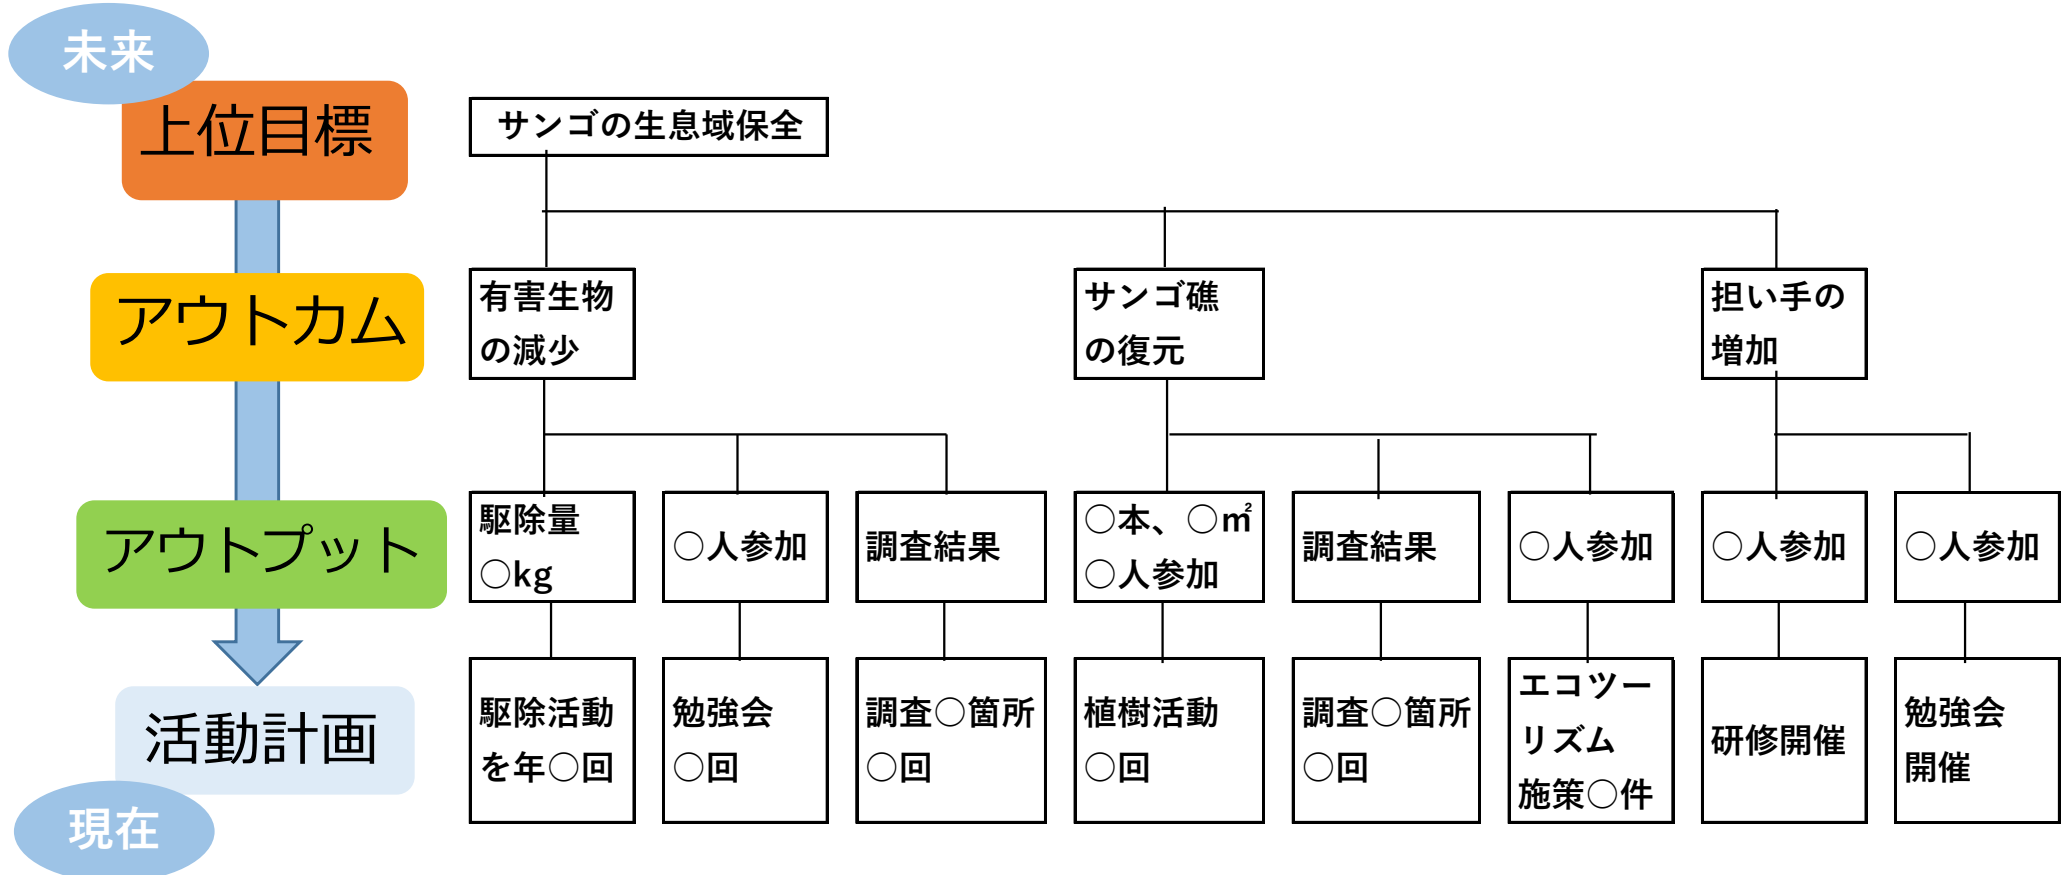 未来
上位目標
サンゴの生息域保全
アウトカム
有害生物
の減少
サンゴ礁
の復元
担い手の
増加
アウトプット
駆除量
○kg
○人参加
調査結果
○本、○㎡
○人参加
調査結果
○人参加
○人参加
○人参加
活動計画
駆除活動
を年○回
勉強会
○回
調査○箇所
○回
植樹活動
○回
調査○箇所
○回
エコツー
リズム
施策○件
研修開催
勉強会
開催
現在